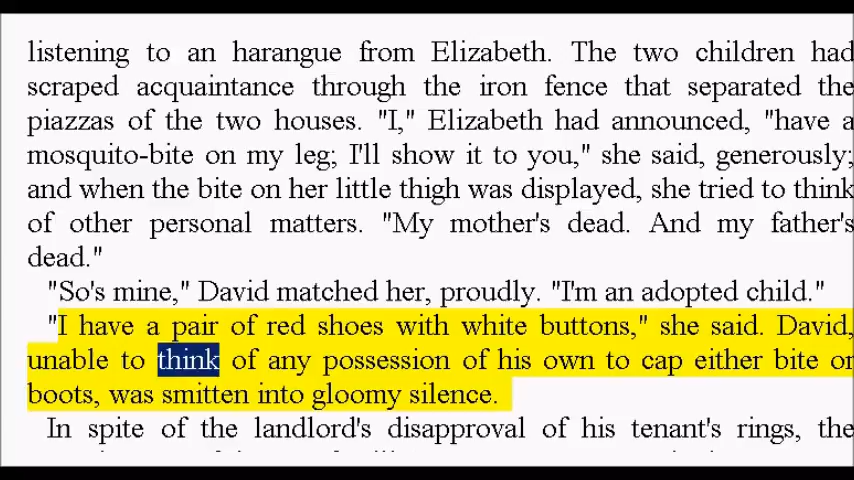 listening to an harangue from Elizabeth. The two children had
scraped acquaintance through the iron fence that separated the
piazzas of the two houses. "I," Elizabeth had announced, "have a
mosquito-bite on my leg; I'll show it to you," she said, generously;
and when the bite on her little thigh was displayed, she tried to think
of other personal matters. "My mother's dead. And my father's
dead."
"So's mine," David matched her, proudly. "I'm an adopted child."
"I have a pair of red shoes with white buttons," she said. David,
unable to think of any possession of his own to cap either bite or
boots, was smitten into gloomy silence.
In spite of the landlord's disapproval of his tenant's rings, the